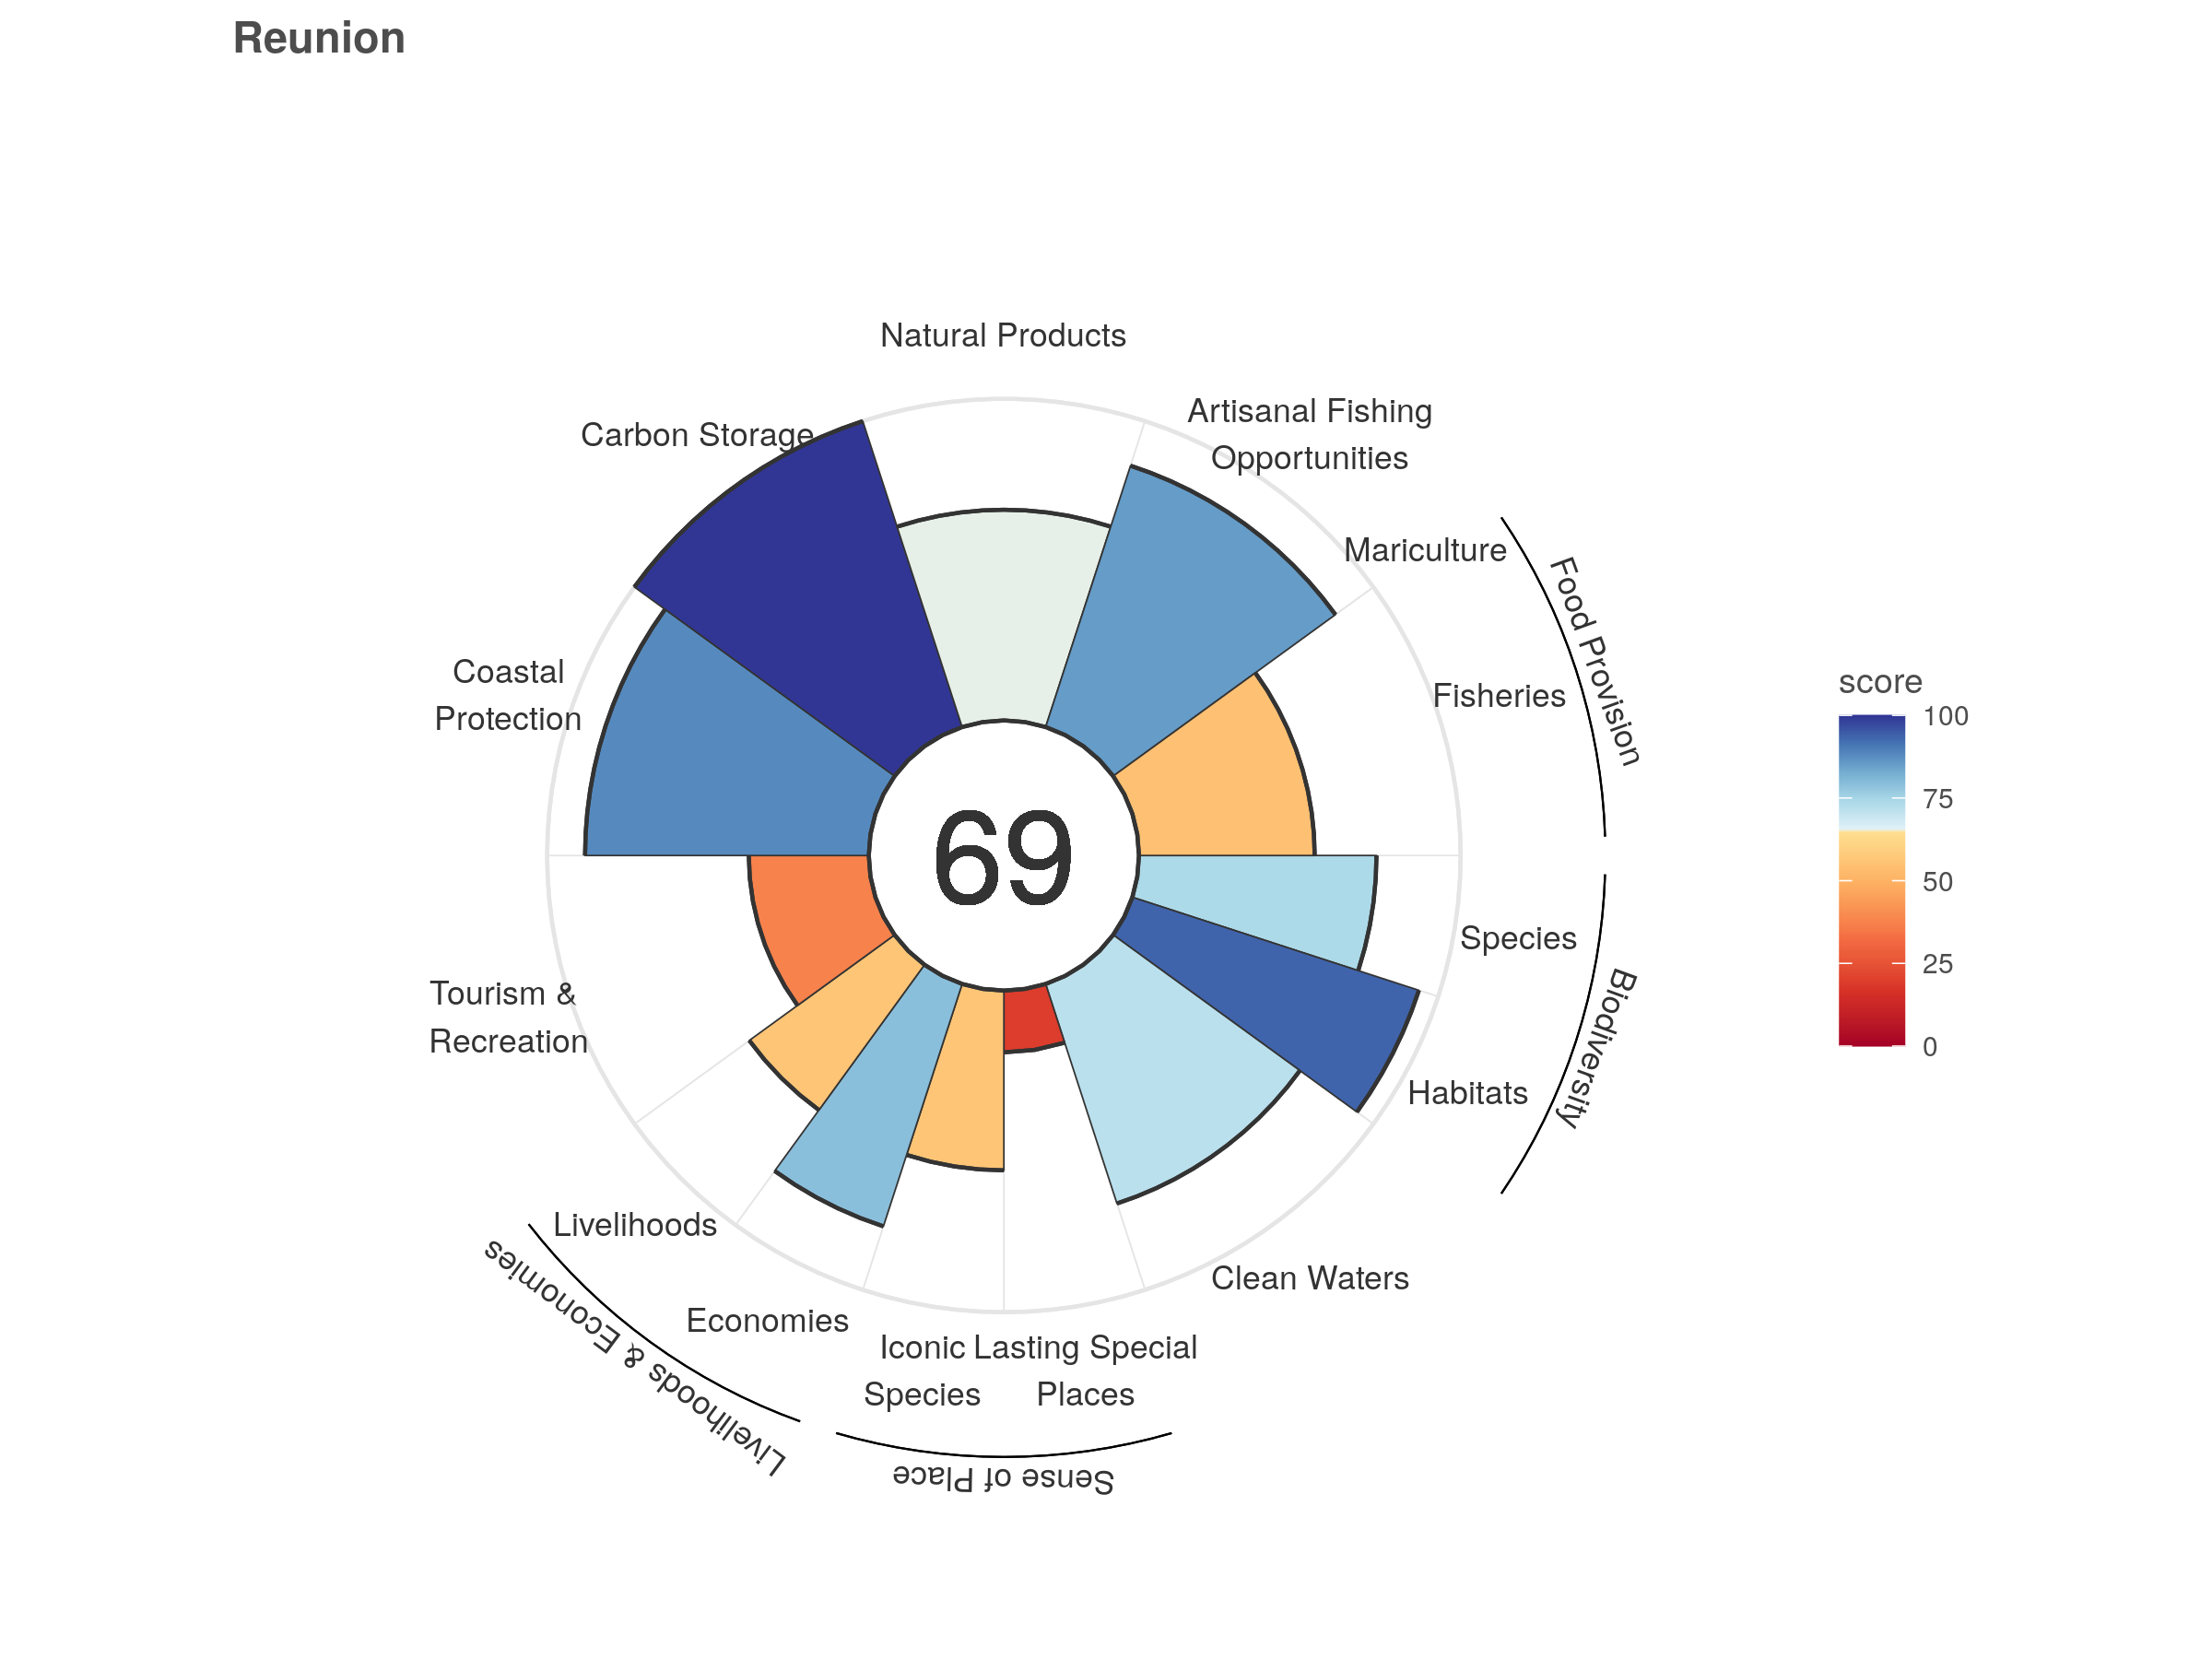 Reunion
Natural Products
Artisanal Fishing
Opportunities
Carbon Storage
Mariculture
Food Provision
Fisheries
Coastal
Protection
score
100
75
50
25
0
69
Species
Biodiversity
Habitats
Tourism &
Recreation
Livelihoods
Livelihoods & Economies
Economies
Clean Waters
Iconic
Species
Lasting Special
Places
Sense of Place